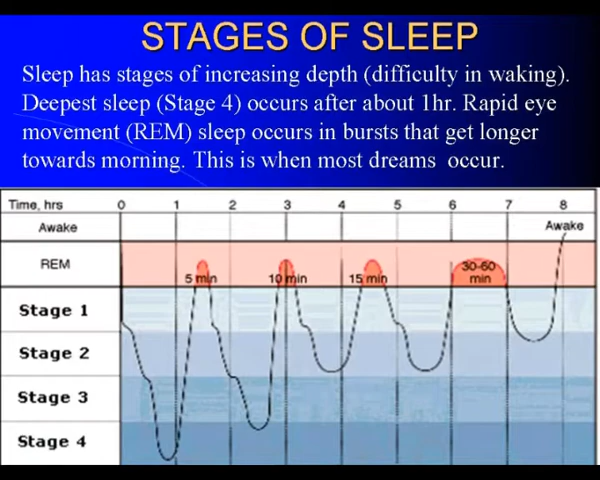 STAGES OF SLEEP
Sleep has stages of increasing depth (difficulty in waking).
Deepest sleep (Stage 4) occurs after about 1hr. Rapid eye
movement (REM) sleep occurs in bursts that get longer
towards morning. This is when most dreams occur.
Time, hrs 0 1 2 3 4 5 6 7 8
Awake Awake
REM 5 min 10 min 15 min 30-60
min
Stage 1
Stage 2
Stage 3
Stage 4